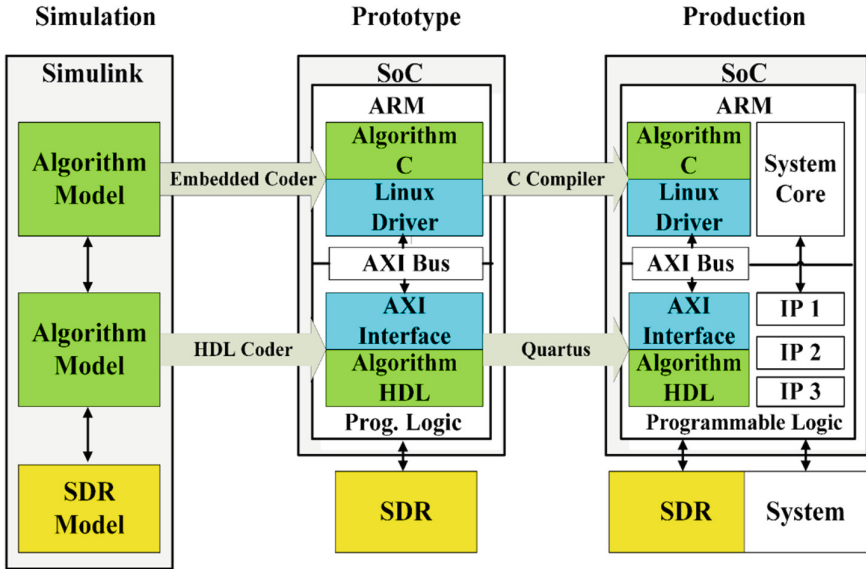 Simulation
Prototype
Production
Simulink
SoC
SoC
ARM
ARM
Algorithm
Model
Embedded Coder
Algorithm
C
Linux
Driver
C Compiler
Algorithm
C
Linux
Driver
System
Core
AXI Bus
AXI Bus
Algorithm
Model
HDL Coder
AXI
Interface
Algorithm
HDL
Quartus
AXI
Interface
Algorithm
HDL
IP 1
IP 2
IP 3
Prog. Logic
Programmable Logic
SDR
Model
SDR
SDR
System